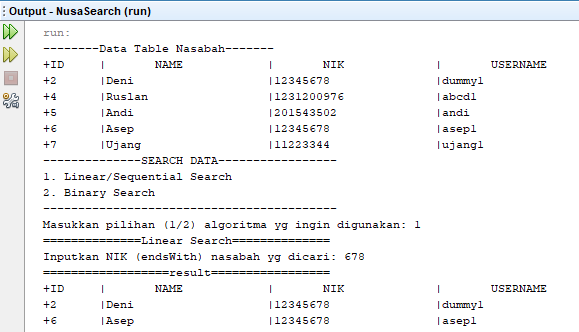 Output - NusaSearch (run)
run:
--------Data Table Nasabah-------
+ID | NAME | NIK | USERNAME
+2 |Deni |12345678 |dummy1
+4 |Ruslan |1231200976 |abcd1
+5 |Andi |201543502 |andi
+6 |Asep |12345678 |asep1
+7 |Ujang |11223344 |ujang1
--------------SEARCH DATA-----------------
1. Linear/Sequential Search
2. Binary Search
------------------------------------------
Masukkan pilihan (1/2) algoritma yg ingin digunakan: 1
==============Linear Search==============
Inputkan NIK (endsWith) nasabah yg dicari: 678
==================result=================
+ID | NAME | NIK | USERNAME
+2 |Deni |12345678 |dummy1
+6 |Asep |12345678 |asep1